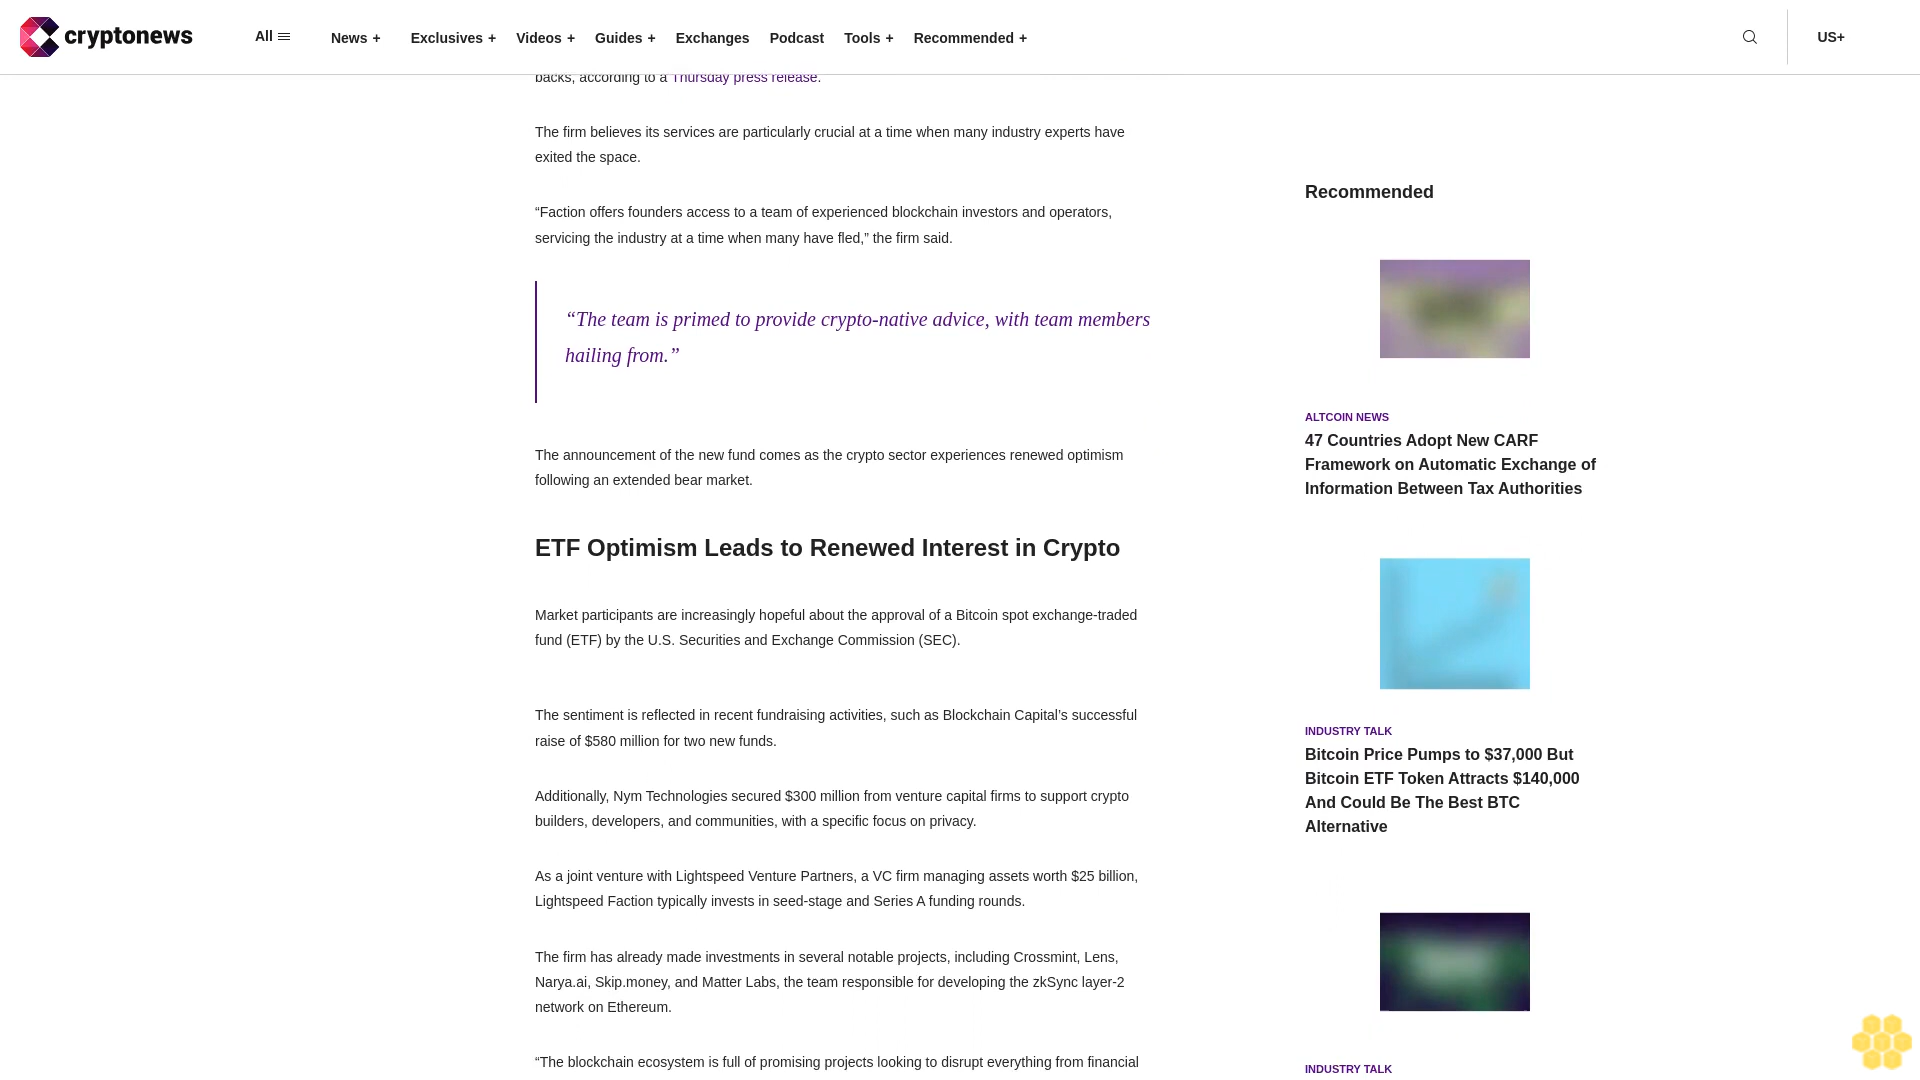 cryptonews
All
News +
Exclusives +
Videos +
Guides +
Exchanges
Podcast
Tools +
Recommended +
US+
backs, according to a Thursday press release.
The firm believes its services are particularly crucial at a time when many industry experts have
exited the space.
“Faction offers founders access to a team of experienced blockchain investors and operators,
servicing the industry at a time when many have fled,” the firm said.
“The team is primed to provide crypto-native advice, with team members
hailing from.”
The announcement of the new fund comes as the crypto sector experiences renewed optimism
following an extended bear market.
ETF Optimism Leads to Renewed Interest in Crypto
Market participants are increasingly hopeful about the approval of a Bitcoin spot exchange-traded
fund (ETF) by the U.S. Securities and Exchange Commission (SEC).
The sentiment is reflected in recent fundraising activities, such as Blockchain Capital’s successful
raise of $580 million for two new funds.
Additionally, Nym Technologies secured $300 million from venture capital firms to support crypto
builders, developers, and communities, with a specific focus on privacy.
As a joint venture with Lightspeed Venture Partners, a VC firm managing assets worth $25 billion,
Lightspeed Faction typically invests in seed-stage and Series A funding rounds.
The firm has already made investments in several notable projects, including Crossmint, Lens,
Narya.ai, Skip.money, and Matter Labs, the team responsible for developing the zkSync layer-2
network on Ethereum.
“The blockchain ecosystem is full of promising projects looking to disrupt everything from financial
Recommended
ALTCOIN NEWS
47 Countries Adopt New CARF
Framework on Automatic Exchange of
Information Between Tax Authorities
INDUSTRY TALK
Bitcoin Price Pumps to $37,000 But
Bitcoin ETF Token Attracts $140,000
And Could Be The Best BTC
Alternative
INDUSTRY TALK